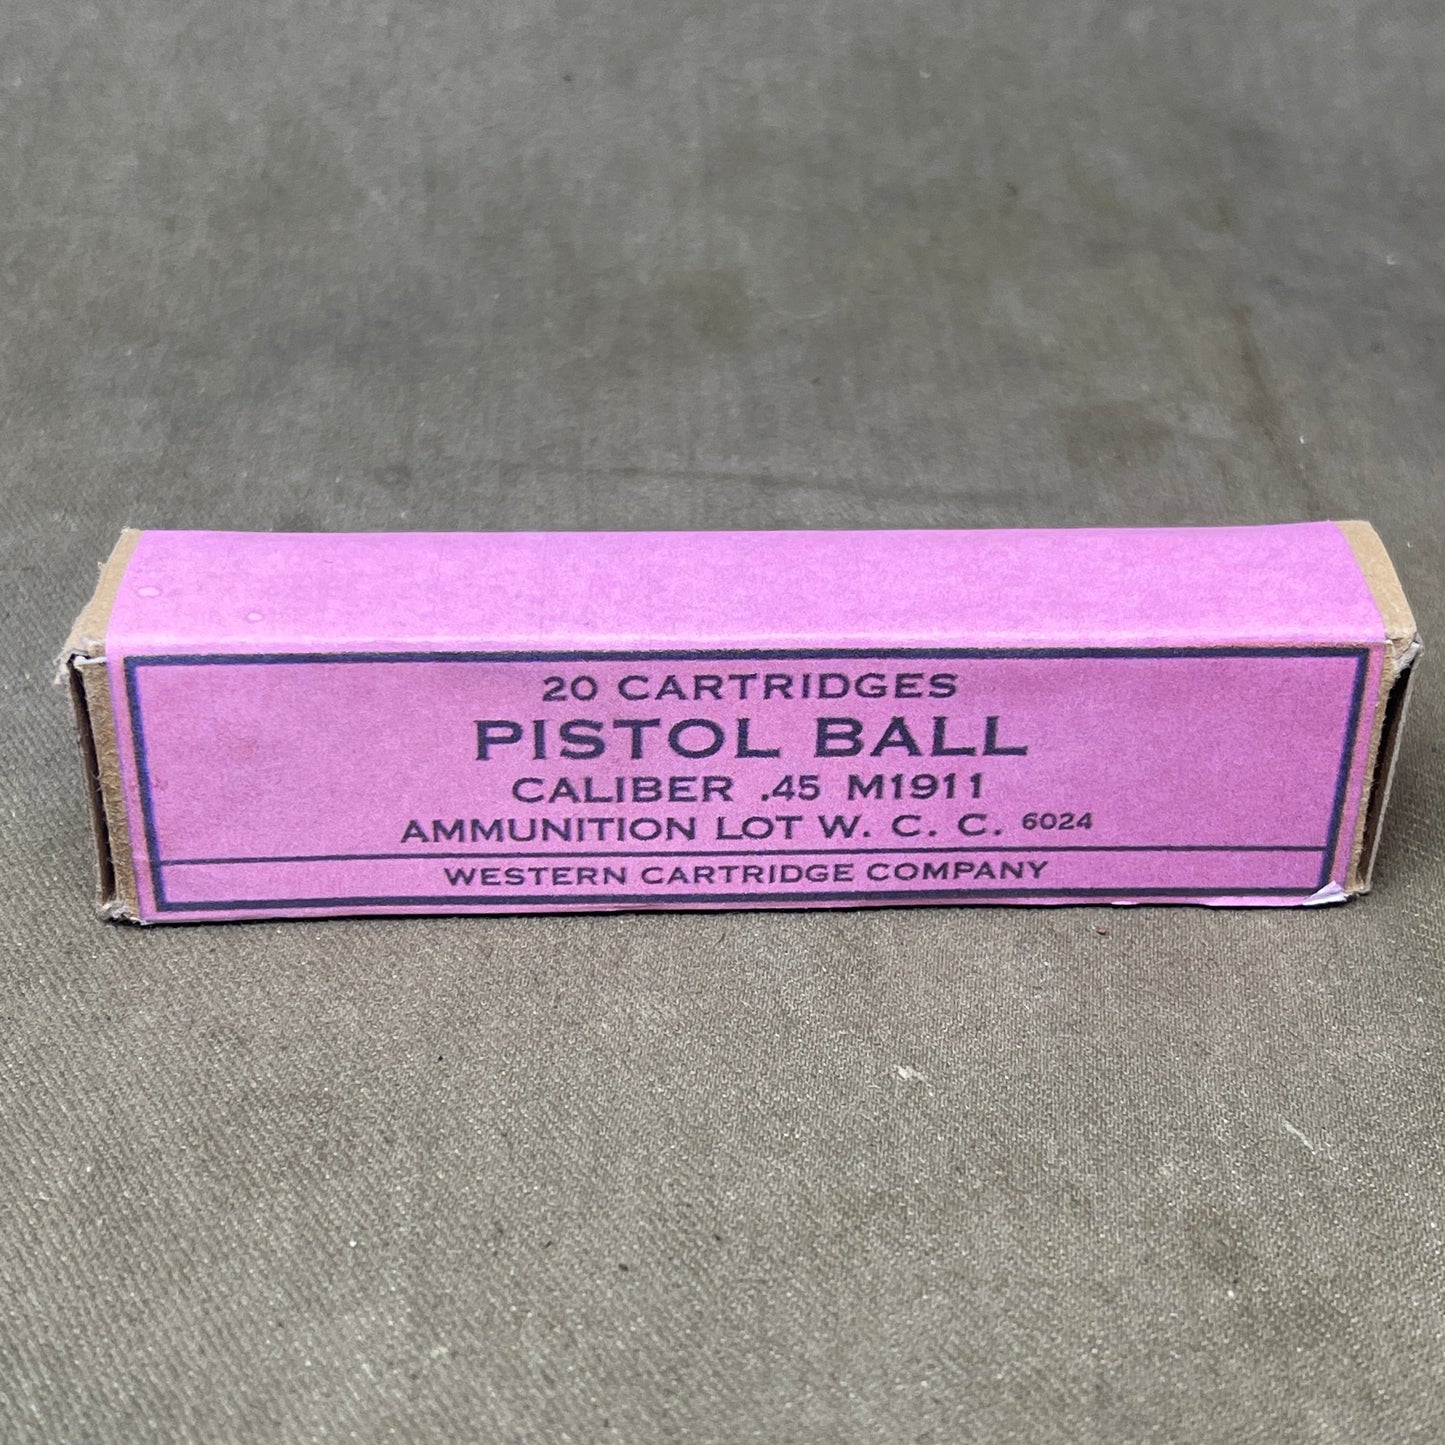 20 CARTRIDGES
PISTOL BALL
CALIBER .45 M1911
AMMUNITION LOT W. C. C. 6024
WESTERN CARTRIDGE COMPANY